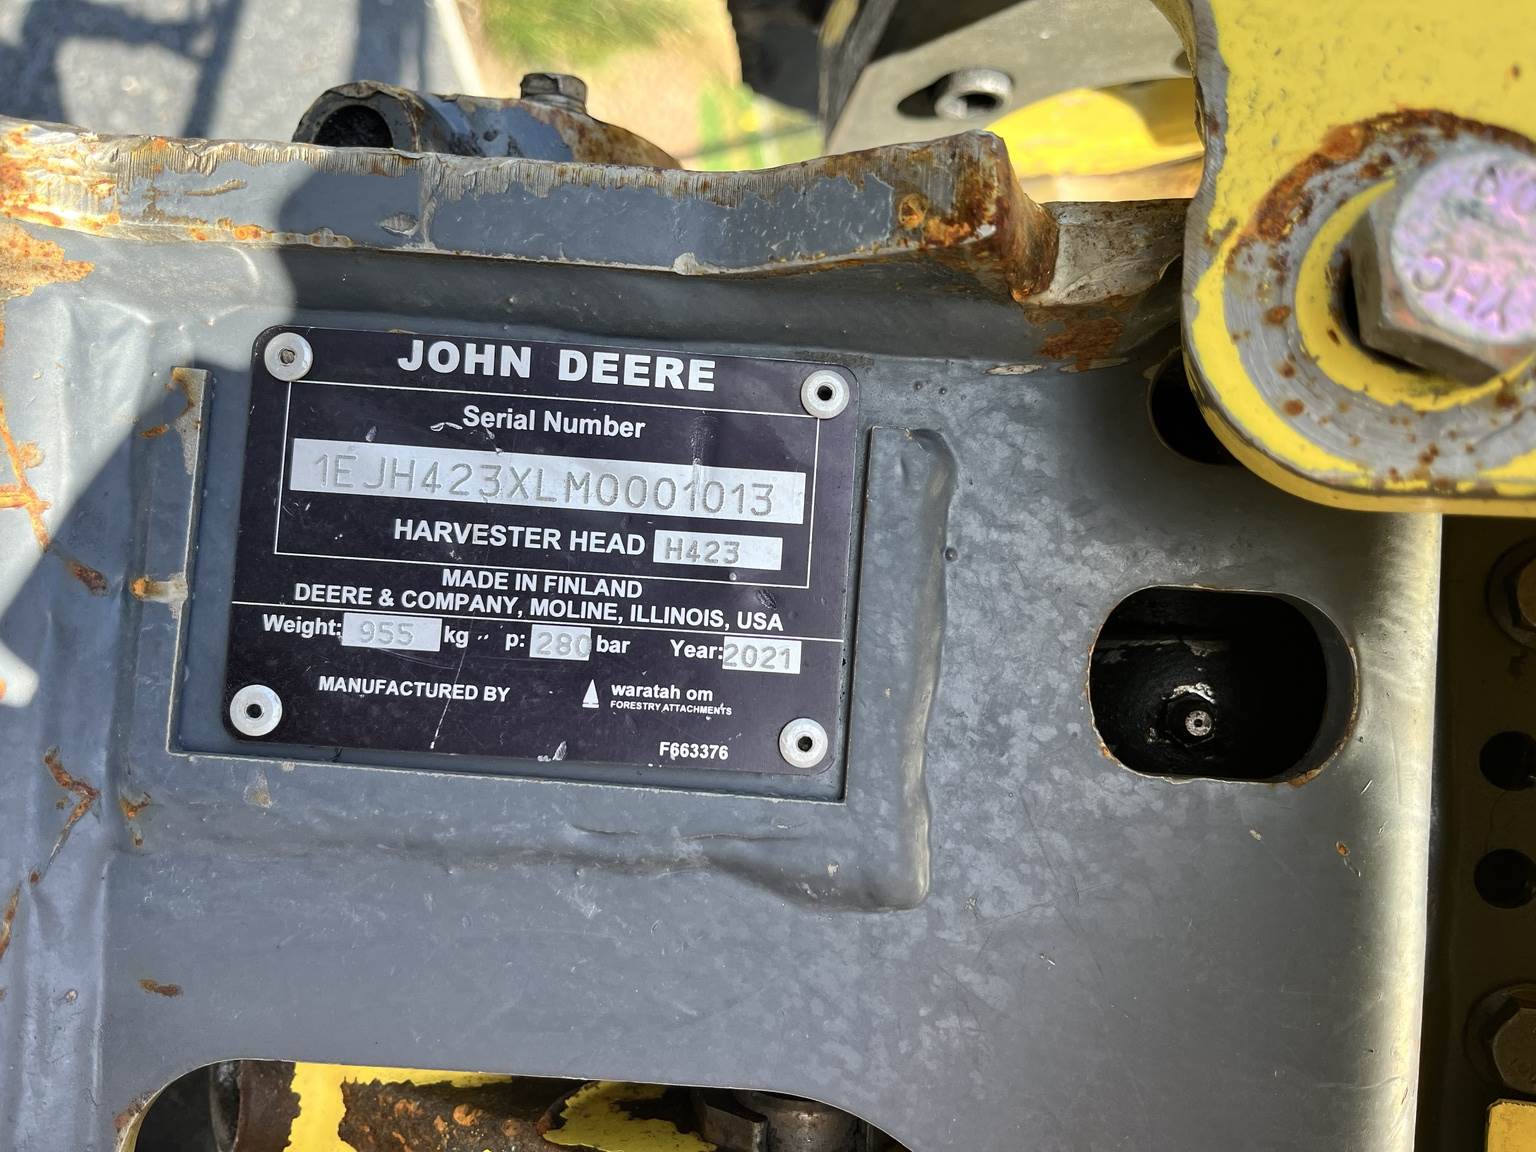 JOHN DEERE
Serial Number
1EJH423XLM0001013
HARVESTER HEAD H423
MADE IN FINLAND
DEERE & COMPANY, MOLINE, ILLINOIS, USA
Weight: 955 kg p: 280 bar Year: 2021
MANUFACTURED BY waratah om
FORESTRY ATTACHMENTS
F663376